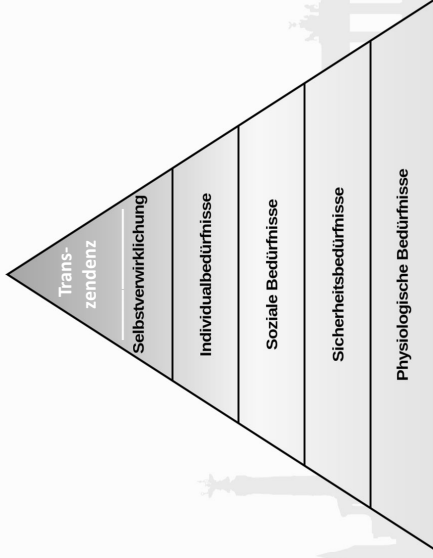 Trans-
zendenz
Selbstverwirklichung
Individualbedürfnisse
Soziale Bedürfnisse
Sicherheitsbedürfnisse
Physiologische Bedürfnisse